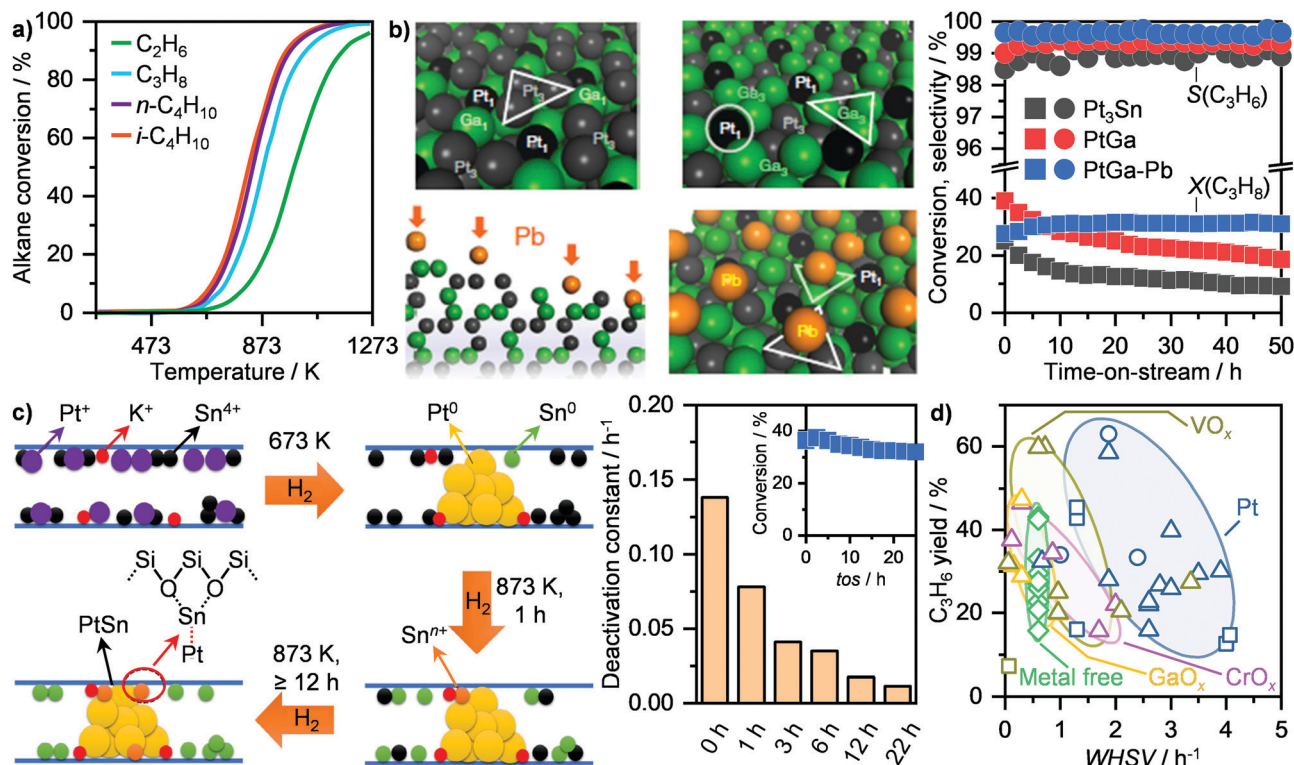 a)
Alkane conversion / %
100
80
60
40
20
0
C₂H₆
C₃H₈
n-C₄H₁₀
i-C₄H₁₀
473
873
1273
Temperature / K
b)
Pt₁
Pt₃
Ga₁
Ga₁
Pt₁
Pt₃
Pt₃
Pt₁
Ga₃
Pt₁
Pt₃
Ga₃
Ga₃
Pb
Pb
Pt₁
Pb
Conversion, selectivity, %
100
99
98
97
96
40
20
0
S(C₃H₆)
Pt₃Sn
PtGa
PtGa-Pb
X(C₃H₈)
0
10
20
30
40
50
Time-on-stream / h
c)
Pt⁺
K⁺
Sn⁴⁺
673 K
H₂
Pt⁰
Sn⁰
H₂
873 K,
1 h
Snⁿ⁺
873 K,
≥ 12 h
H₂
Si
Si
Si
O
O
Sn
Pt
PtSn
Deactivation constant / h⁻¹
0.20
0.15
0.10
0.05
0.00
0 h
1 h
3 h
6 h
12 h
22 h
Conversion / %
60
40
20
0
0
10
20
tos / h
d)
C₃H₆ yield / %
80
60
40
20
0
VOₓ
Pt
Metal free
GaOₓ
CrOₓ
0
1
2
3
4
5
WHSV / h⁻¹